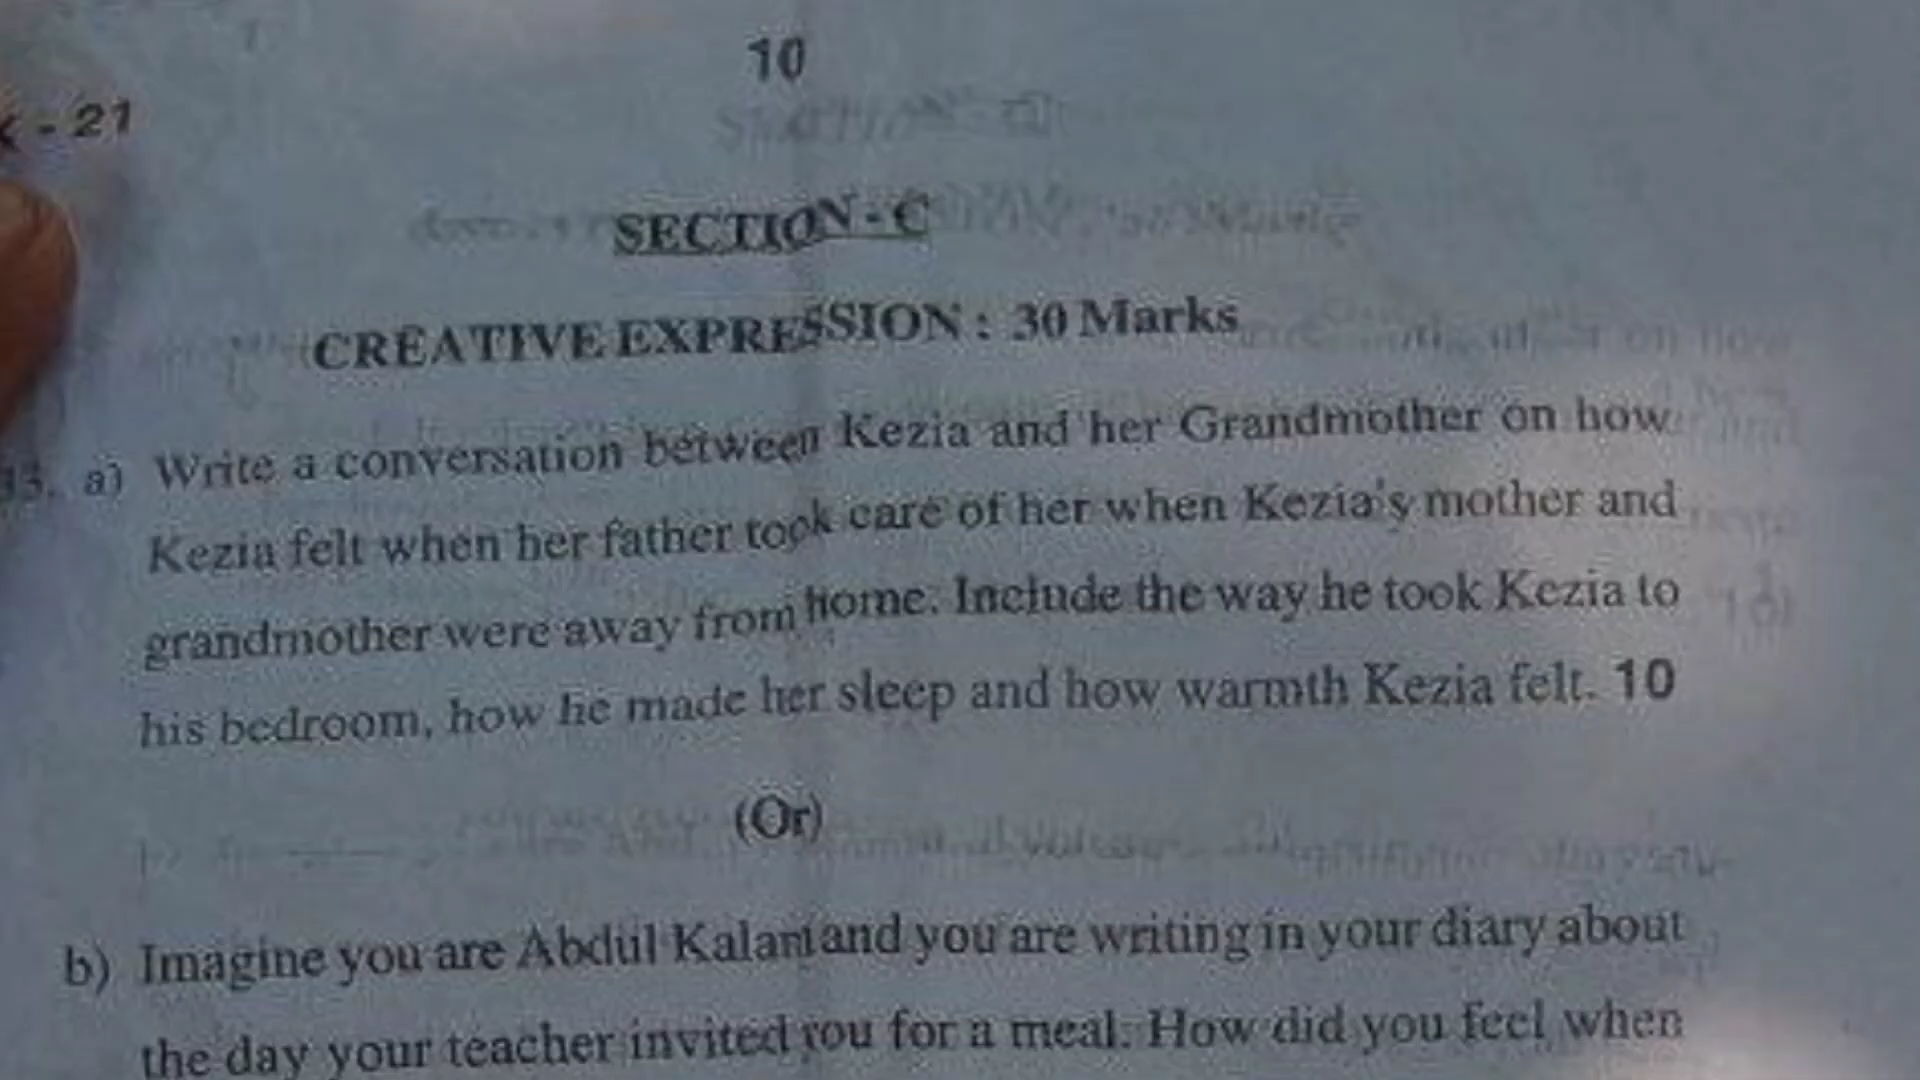 10
- 21
SECTION - C
CREATIVE EXPRESSION : 30 Marks
13. a) Write a conversation between Kezia and her Grandmother on how
Kezia felt when her father took care of her when Kezia's mother and
grandmother were away from home. Include the way he took Kezia to
his bedroom, how he made her sleep and how warmth Kezia felt. 10
(Or)
b) Imagine you are Abdul Kalam and you are writing in your diary about
the day your teacher invited you for a meal. How did you feel when